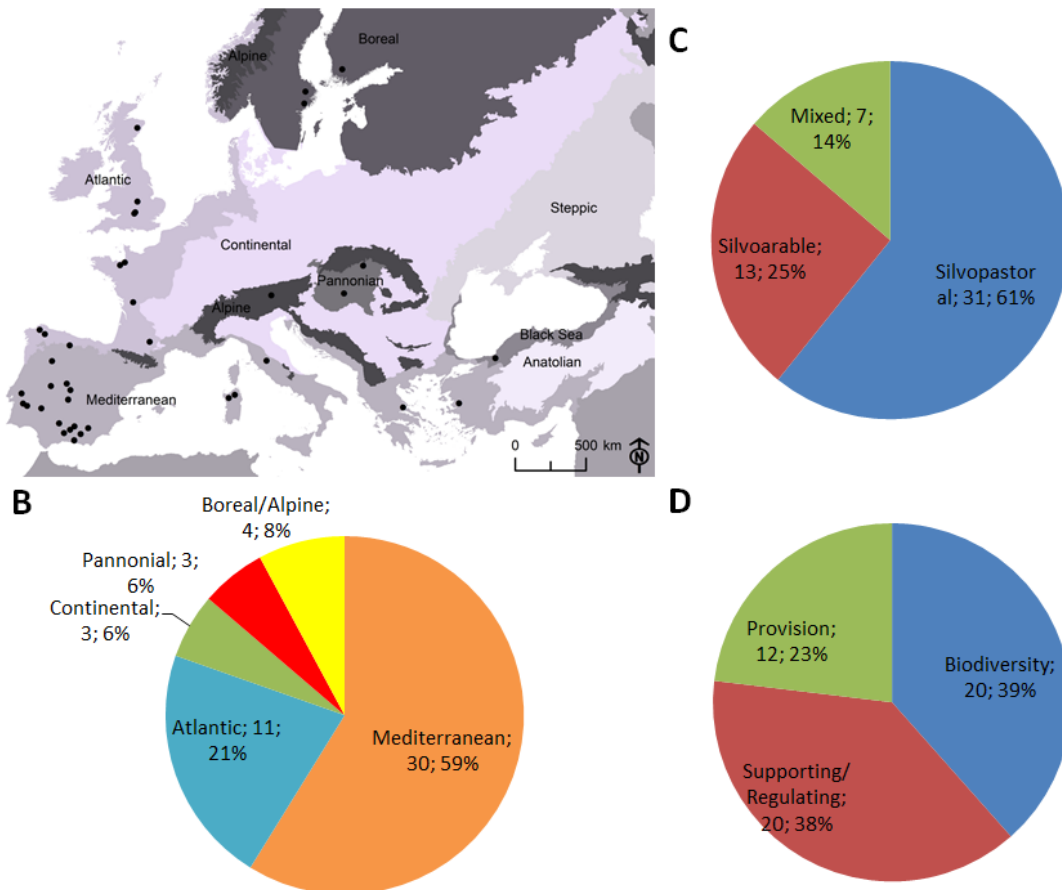 Alpine
Boreal
Atlantic
Continental
Steppic
Pannonian
Alpine
Black Sea
Anatolian
Mediterranean
0 500 km
N
B
Boreal/Alpine;
4; 8%
Pannonial; 3;
6%
Continental;
3; 6%
Atlantic; 11;
21%
Mediterranean;
30; 59%
C
Mixed; 7;
14%
Silvoarable;
13; 25%
Silvopastor
al; 31; 61%
D
Provision;
12; 23%
Biodiversity;
20; 39%
Supporting/
Regulating;
20; 38%